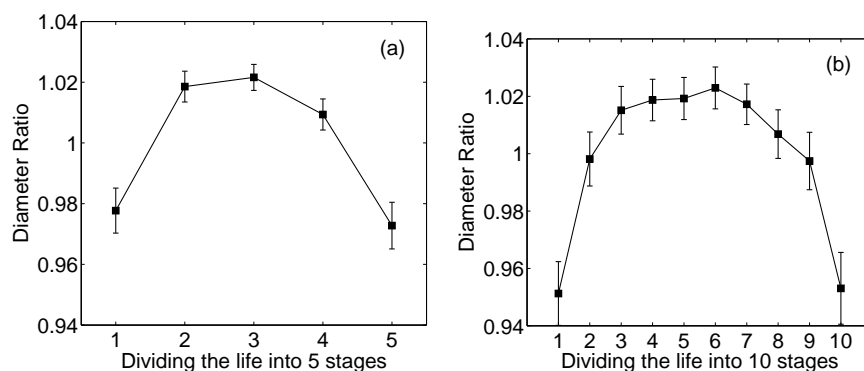 (a)
Diameter Ratio
1.04
1.02
1
0.98
0.96
0.94
1 2 3 4 5
Dividing the life into 5 stages
(b)
Diameter Ratio
1.04
1.02
1
0.98
0.96
0.94
1 2 3 4 5 6 7 8 9 10
Dividing the life into 10 stages